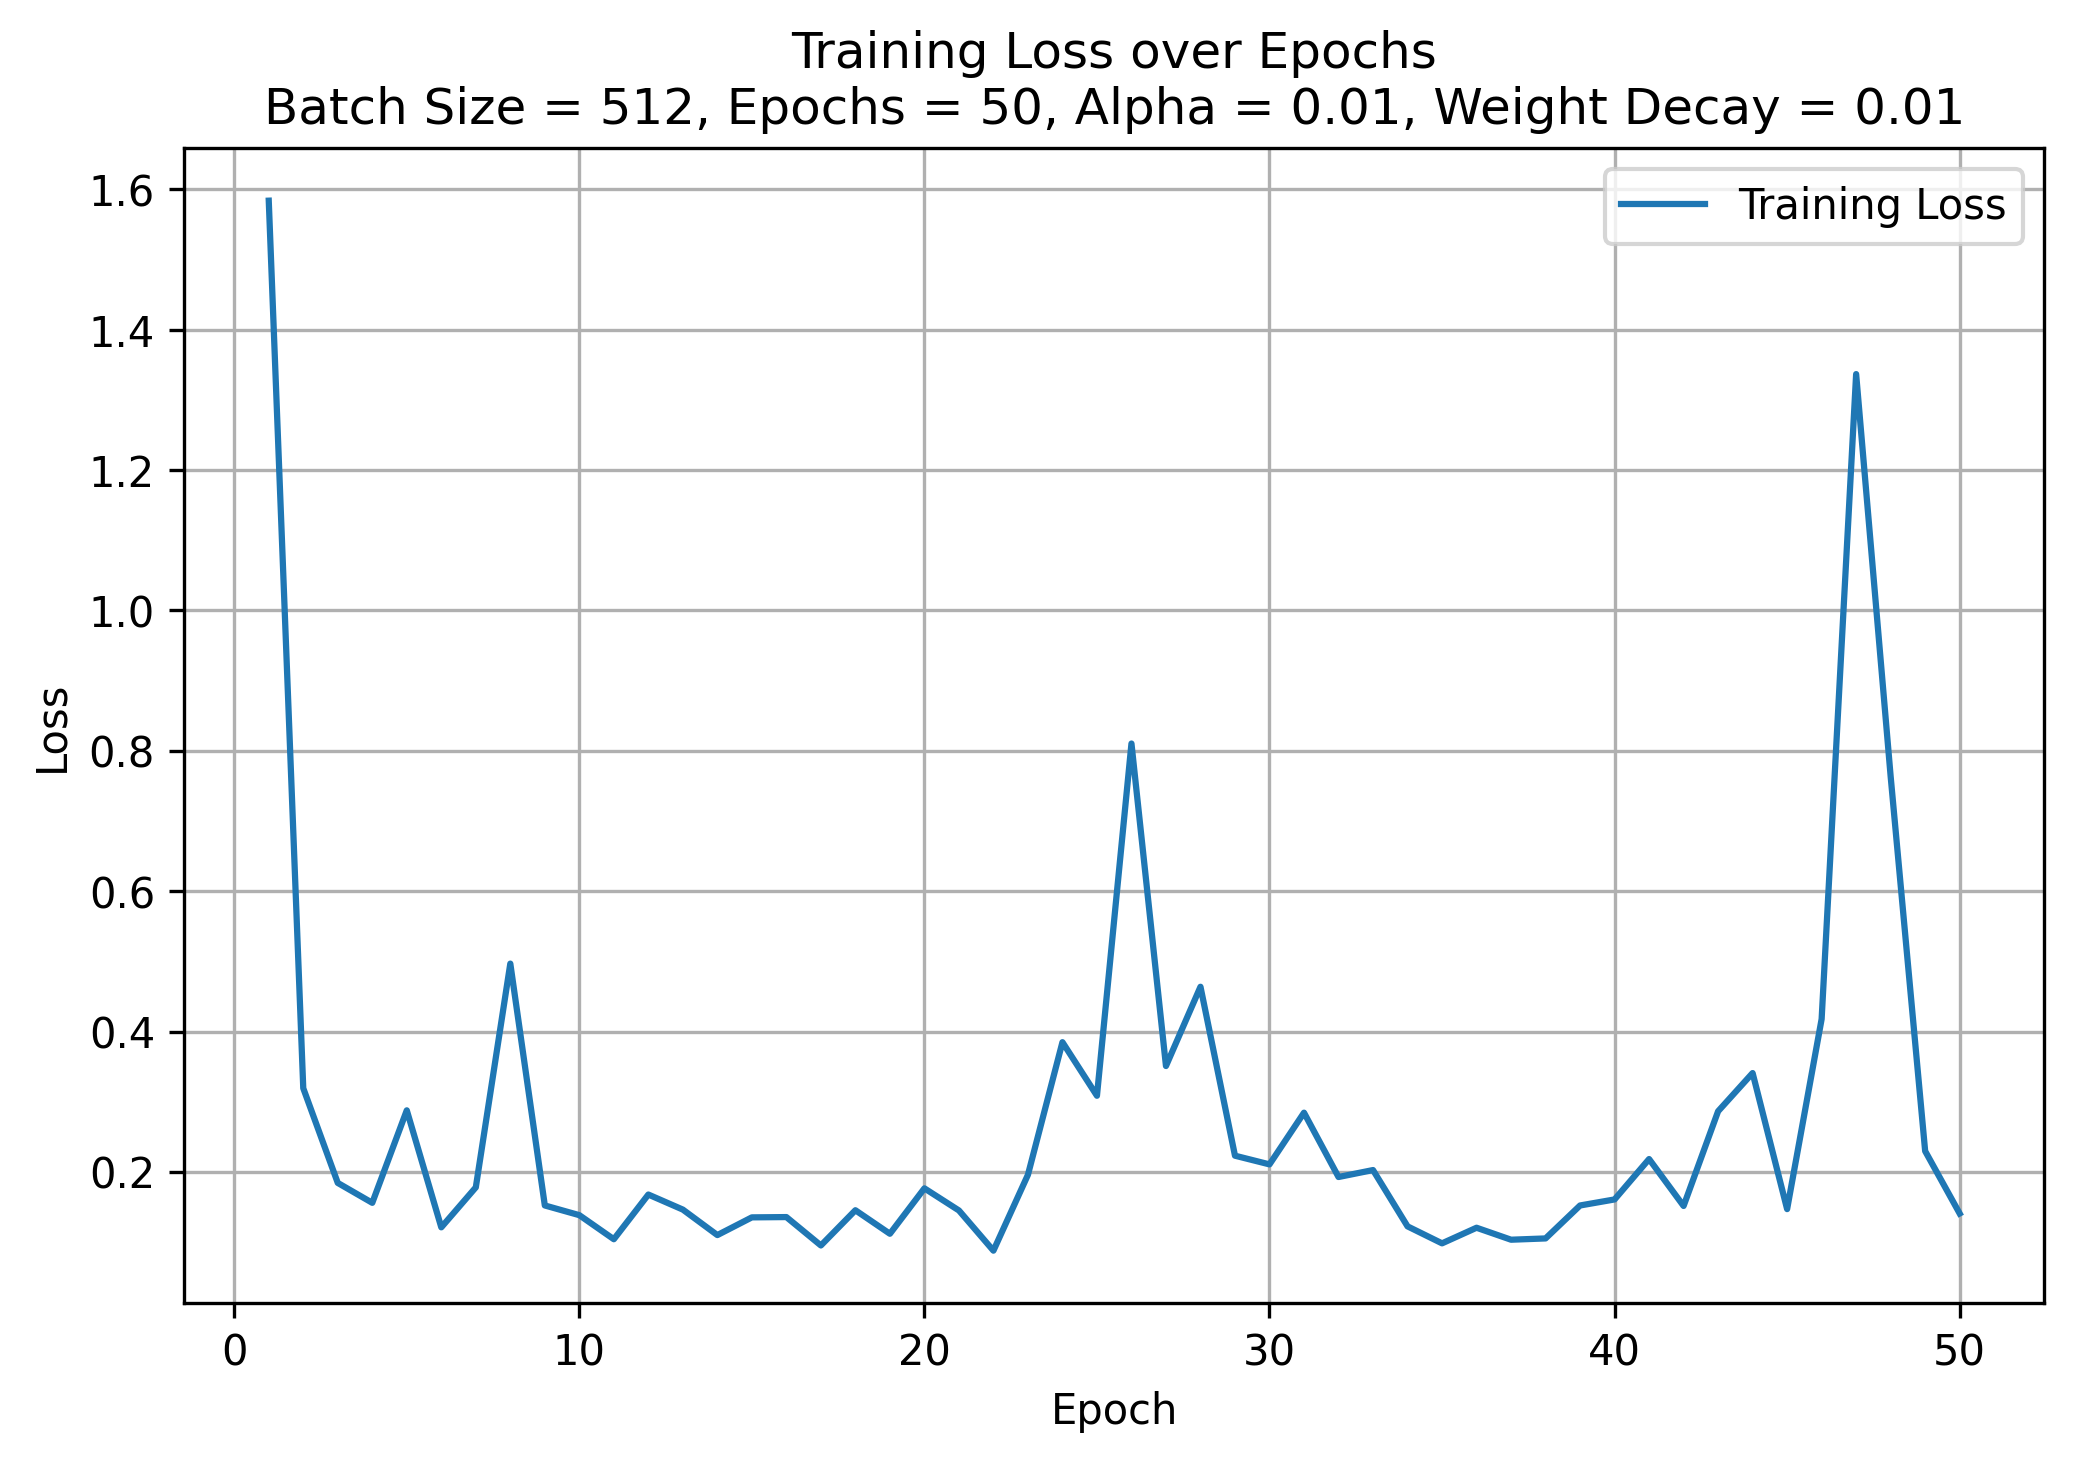 Training Loss over Epochs
Batch Size = 512, Epochs = 50, Alpha = 0.01, Weight Decay = 0.01
Training Loss
1.6
1.4
1.2
1.0
0.8
0.6
0.4
0.2
Loss
0 10 20 30 40 50
Epoch